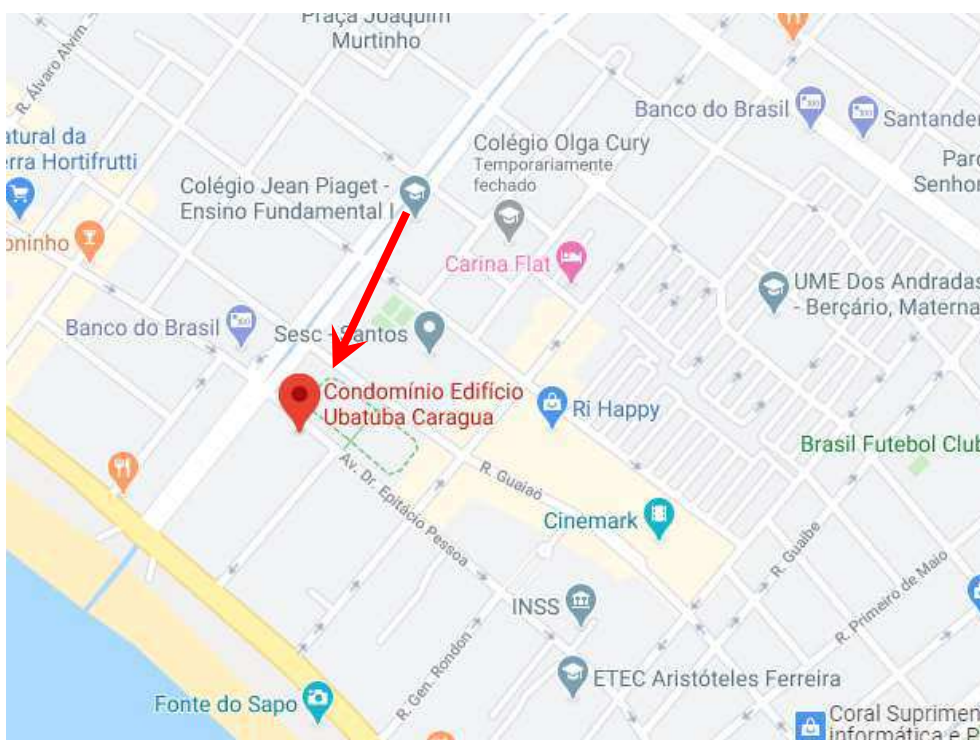 Praça Joaquim
Murtinho
R. Álvaro Alvim
Banco do Brasil
Santander
atural da
rra Hortifrutti
Colégio Olga Cury
Temporariamente
fechado
Parq
Senhor
Colégio Jean Piaget -
Ensino Fundamental I
oninho
Carina Flat
UME Dos Andradas
- Berçário, Materna
Banco do Brasil
Sesc - Santos
Condomínio Edifício
Ubatuba Caragua
Ri Happy
Brasil Futebol Club
Av. Dr. Epitácio Pessoa
R. Guaiaó
Cinemark
R. Guaibe
R. Primeiro de Maio
INSS
R. Gen. Rondon
ETEC Aristóteles Ferreira
Fonte do Sapo
Coral Suprimen
informática e P